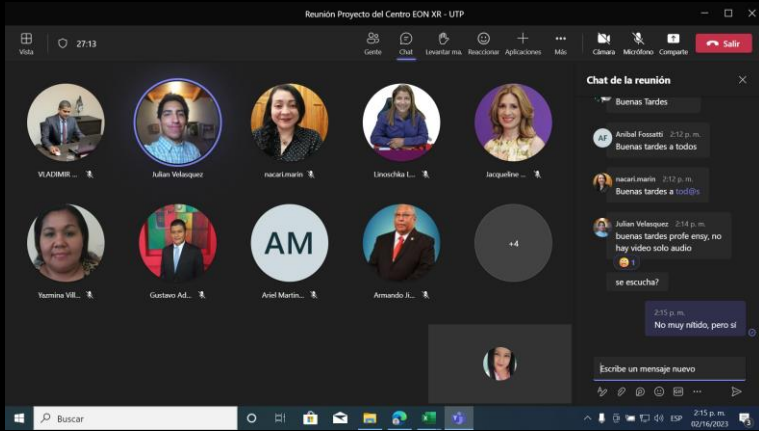 Reunión Proyecto del Centro EON XR - UTP
Vista
27:13
Gente
Chat
Levantar ma.
Reaccionar
Aplicaciones
Más
Cámara
Micrófono
Comparte
Salir
VLADIMIR ...
Julian Velasquez
nacari.marin
Linoschka I...
Jacqueline ...
Yazmina Vill...
Gustavo Ad...
AM
Ariel Martin...
Armando Ji...
+4
Chat de la reunión
Buenas Tardes
AF
Anibal Fossatti 2:12 p. m.
Buenas tardes a todos
nacari.marin 2:12 p. m.
Buenas tardes a tod@s
Julian Velasquez 2:14 p. m.
buenas tardes profe ensy, no
hay video solo audio
1
se escucha?
2:15 p. m.
No muy nítido, pero sí
Escribe un mensaje nuevo
Buscar
ESP
2:15 p. m.
02/16/2023
3